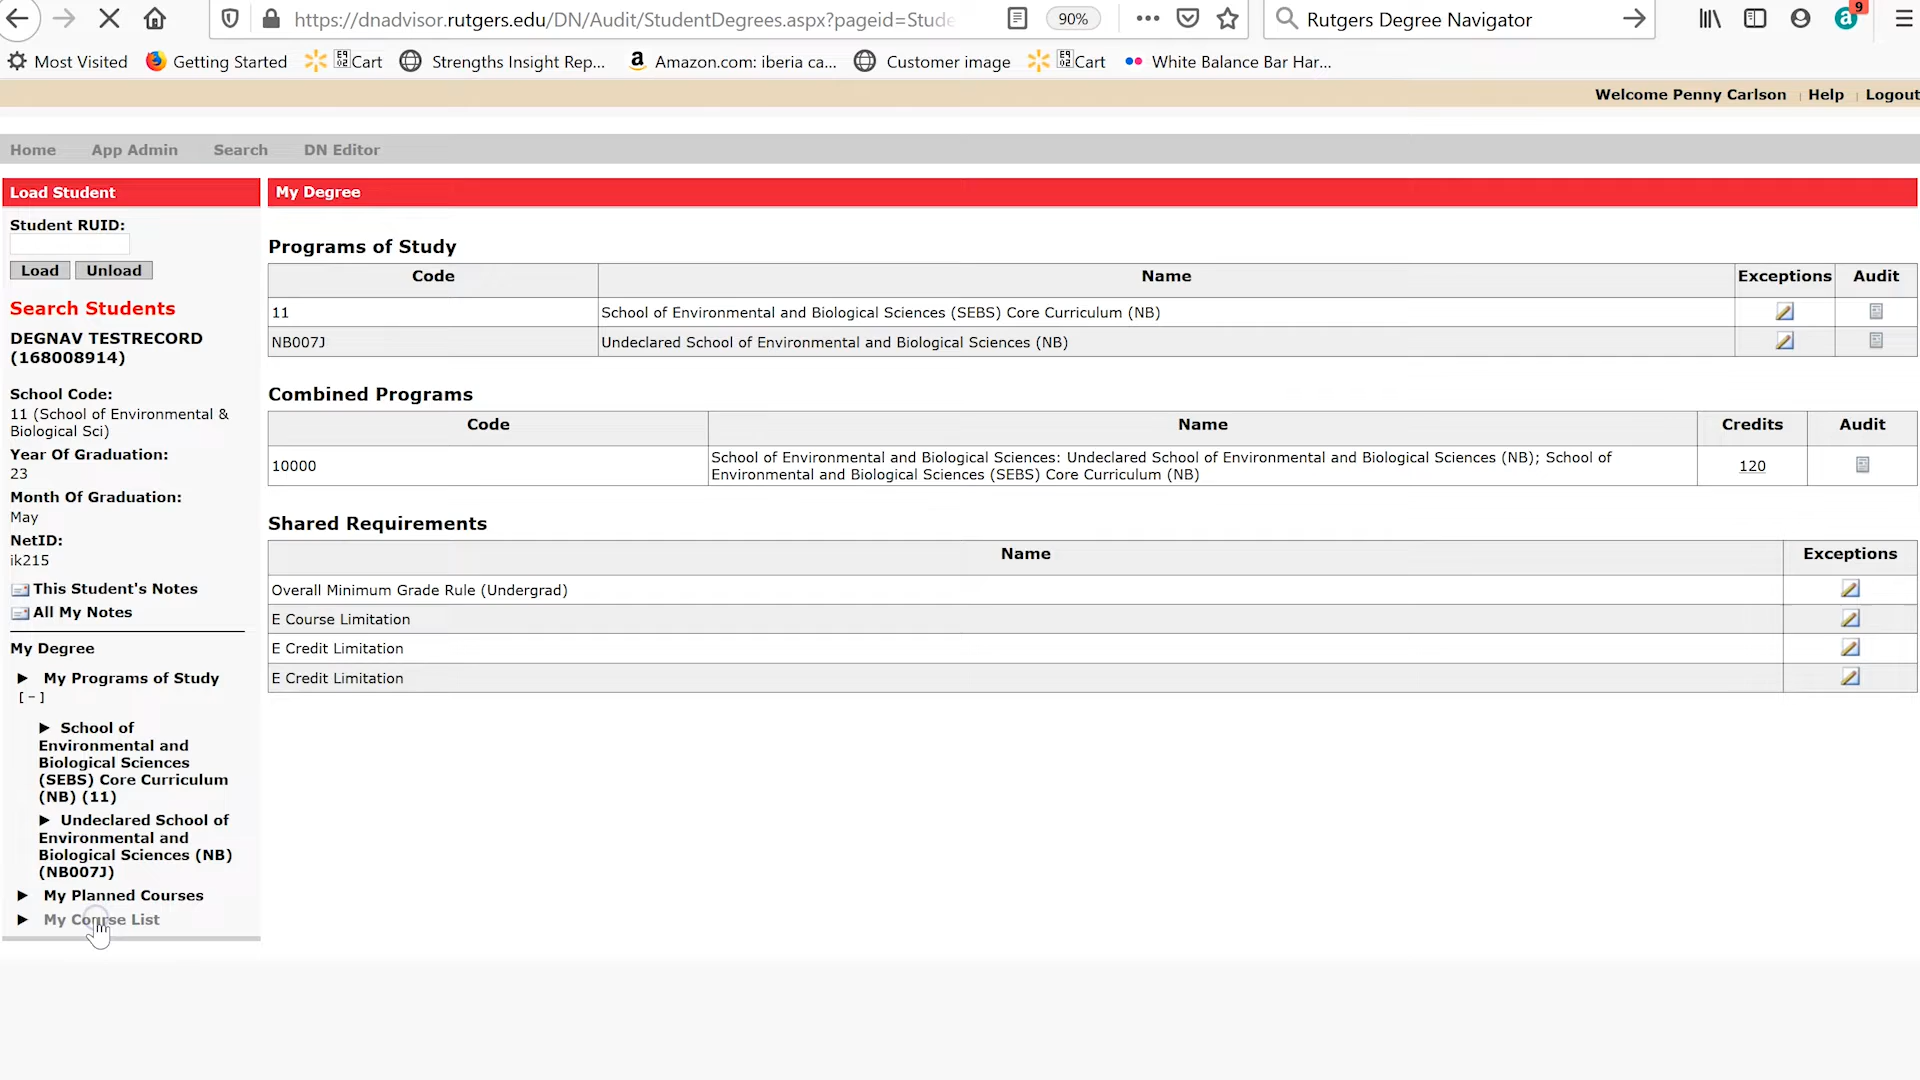 https://dnadvisor.rutgers.edu/DN/Audit/StudentDegrees.aspx?pageid=Stude
90%
Rutgers Degree Navigator
9
Most Visited
Getting Started
Cart
Strengths Insight Rep...
Amazon.com: iberia ca...
Customer image
Cart
White Balance Bar Har...
Welcome Penny Carlson | Help | Logout
Home App Admin Search DN Editor
Load Student
Student RUID:
Load Unload
Search Students
DEGNAV TESTRECORD
(168008914)
School Code:
11 (School of Environmental &
Biological Sci)
Year Of Graduation:
23
Month Of Graduation:
May
NetID:
ik215
This Student's Notes
All My Notes
My Degree
► My Programs of Study
[-]
► School of
Environmental and
Biological Sciences
(SEBS) Core Curriculum
(NB) (11)
► Undeclared School of
Environmental and
Biological Sciences (NB)
(NB007J)
► My Planned Courses
► My Course List
My Degree
Programs of Study
Code Name Exceptions Audit
11 School of Environmental and Biological Sciences (SEBS) Core Curriculum (NB)
NB007J Undeclared School of Environmental and Biological Sciences (NB)
Combined Programs
Code Name Credits Audit
10000 School of Environmental and Biological Sciences: Undeclared School of Environmental and Biological Sciences (NB); School of
Environmental and Biological Sciences (SEBS) Core Curriculum (NB) 120
Shared Requirements
Name Exceptions
Overall Minimum Grade Rule (Undergrad)
E Course Limitation
E Credit Limitation
E Credit Limitation